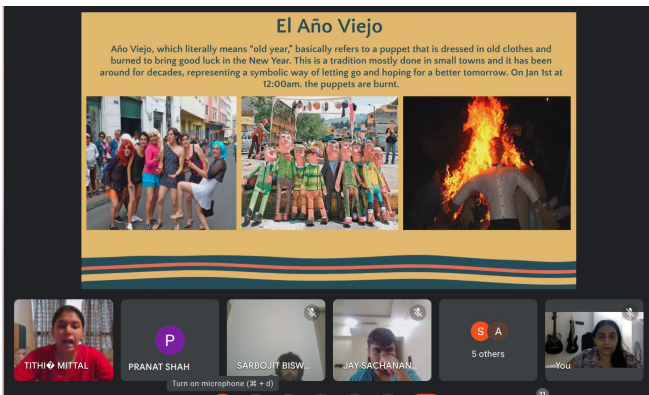 El Año Viejo
Año Viejo, which literally means "old year," basically refers to a puppet that is dressed in old clothes and
burned to bring good luck in the New Year. This is a tradition mostly done in small towns and it has been
around for decades, representing a symbolic way of letting go and hoping for a better tomorrow. On Jan 1st at
12:00am. the puppets are burnt.
P
S A
5 others
TITHI� MITTAL
PRANAT SHAH
SARBOJIT BISW...
JAY SACHANAN...
You
Turn on microphone (⌘ + d)
11